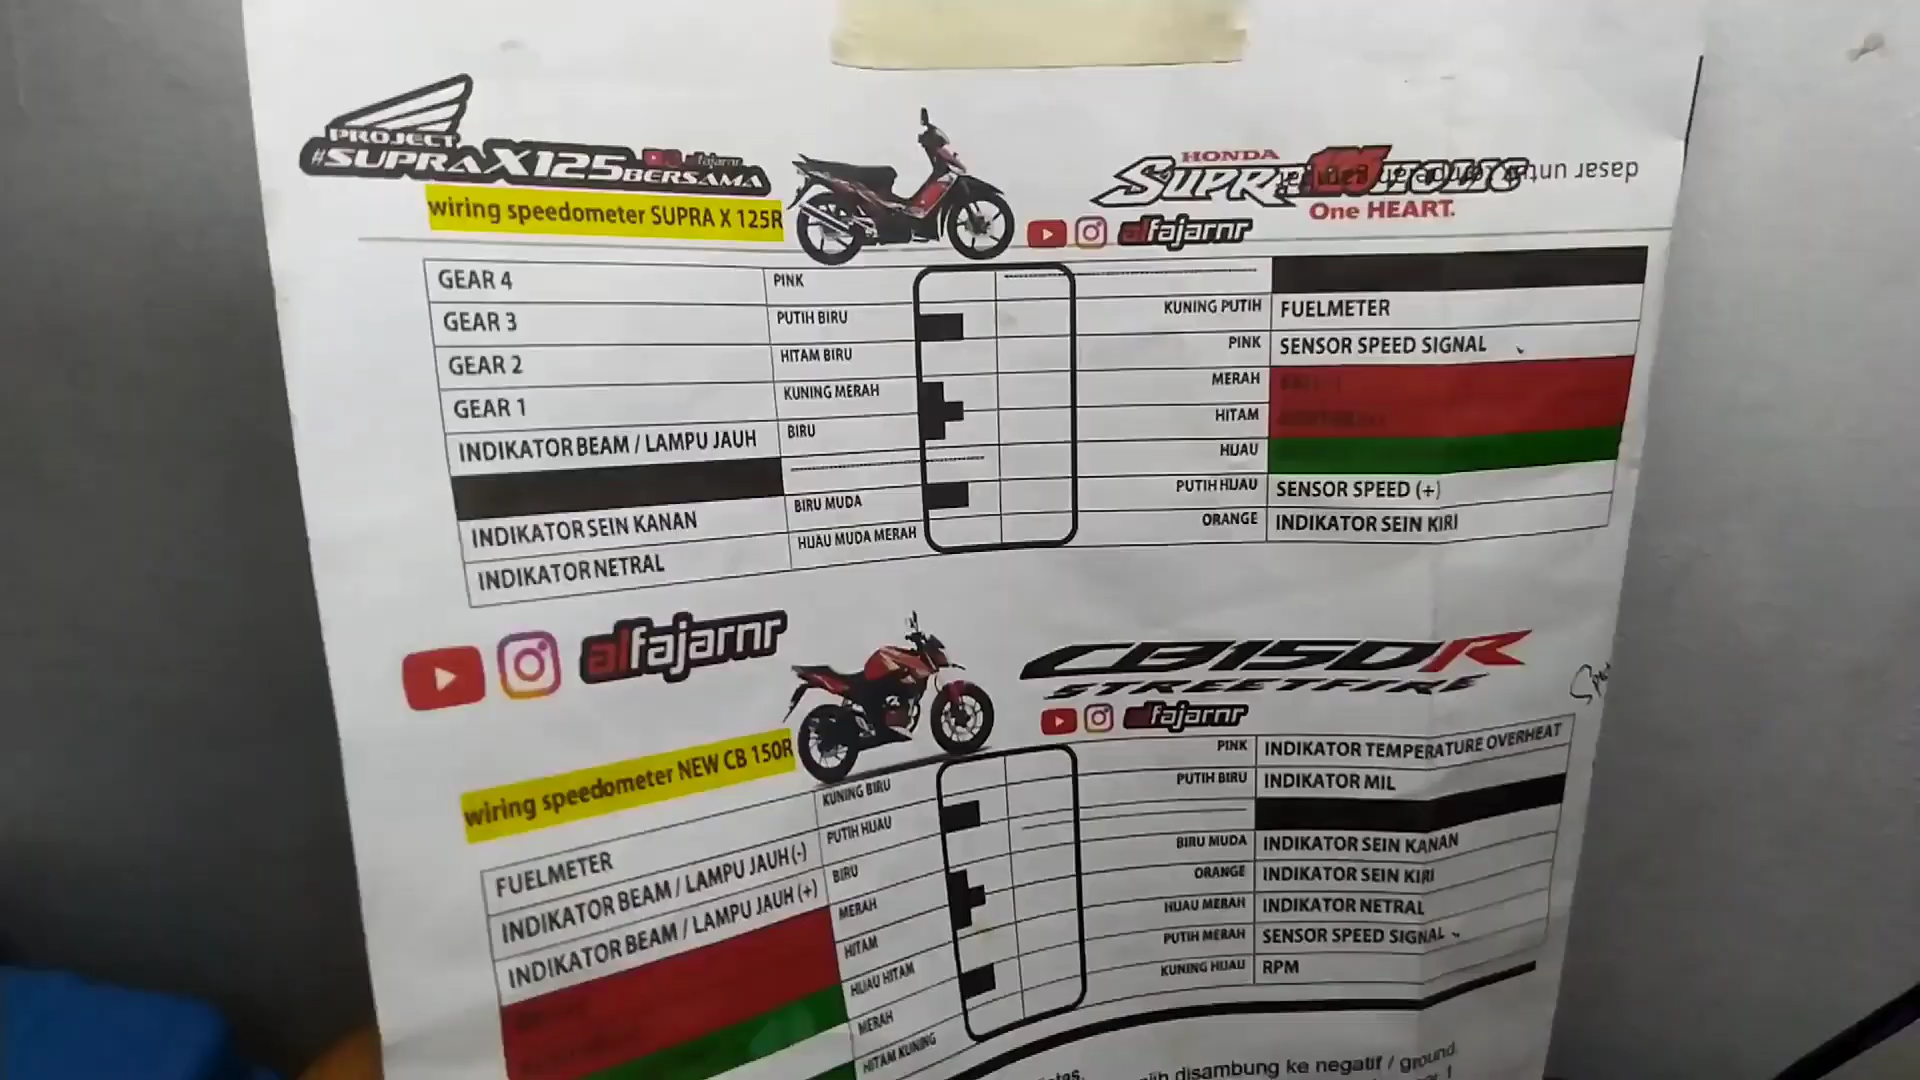 PROJECT
#SUPRAX125 BERSAMA
alfajarnr
wiring speedometer SUPRA X 125R
HONDA
One HEART.
alfajarnr
GEAR 4 PINK
GEAR 3 PUTIH BIRU KUNING PUTIH FUELMETER
GEAR 2 HITAM BIRU PINK SENSOR SPEED SIGNAL
GEAR 1 KUNING MERAH MERAH
INDIKATOR BEAM / LAMPU JAUH BIRU HITAM
HIJAU
INDIKATOR SEIN KANAN BIRU MUDA PUTIH HIJAU SENSOR SPEED (+)
INDIKATOR NETRAL HIJAU MUDA MERAH ORANGE INDIKATOR SEIN KIRI
alfajarnr
CB150R
STREETFIRE
alfajarnr
wiring speedometer NEW CB 150R
FUELMETER KUNING BIRU PINK INDIKATOR TEMPERATURE OVERHEAT
INDIKATOR BEAM / LAMPU JAUH (-) PUTIH HIJAU PUTIH BIRU INDIKATOR MIL
INDIKATOR BEAM / LAMPU JAUH (+) BIRU
MERAH BIRU MUDA INDIKATOR SEIN KANAN
HITAM ORANGE INDIKATOR SEIN KIRI
HIJAU HITAM HIJAU MERAH INDIKATOR NETRAL
MERAH PUTIH MERAH SENSOR SPEED SIGNAL
HITAM KUNING KUNING HIJAU RPM
disambung ke negatif / ground.